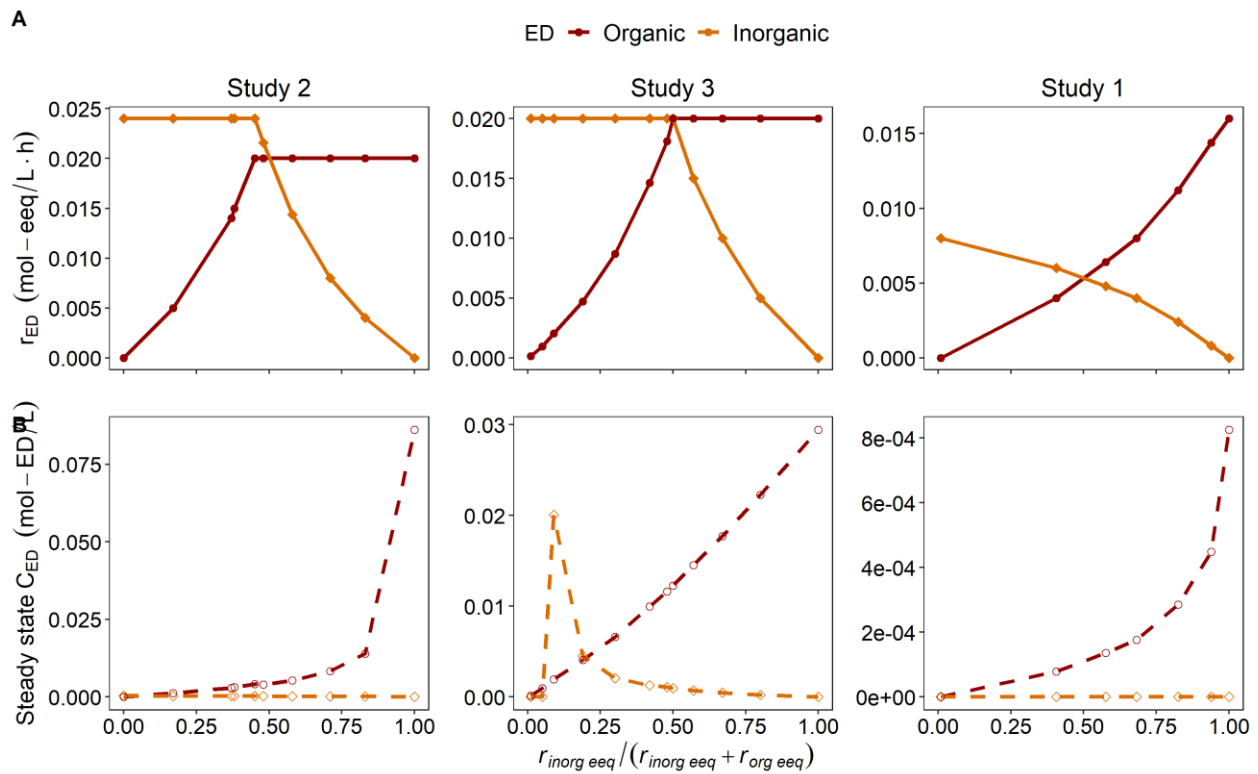 A
ED Organic Inorganic
Study 2 Study 3 Study 1
r_ED (mol−eeq/L·h)
0.025
0.020
0.015
0.010
0.005
0.000
0.020
0.015
0.010
0.005
0.000
0.015
0.010
0.005
0.000
B
Steady state C_ED (mol−ED/L)
0.075
0.050
0.025
0.000
0.03
0.02
0.01
0.00
8e-04
6e-04
4e-04
2e-04
0e+00
0.00 0.25 0.50 0.75 1.00
0.00 0.25 0.50 0.75 1.00
0.00 0.25 0.50 0.75 1.00
r_inorg eeq/(r_inorg eeq + r_org eeq)